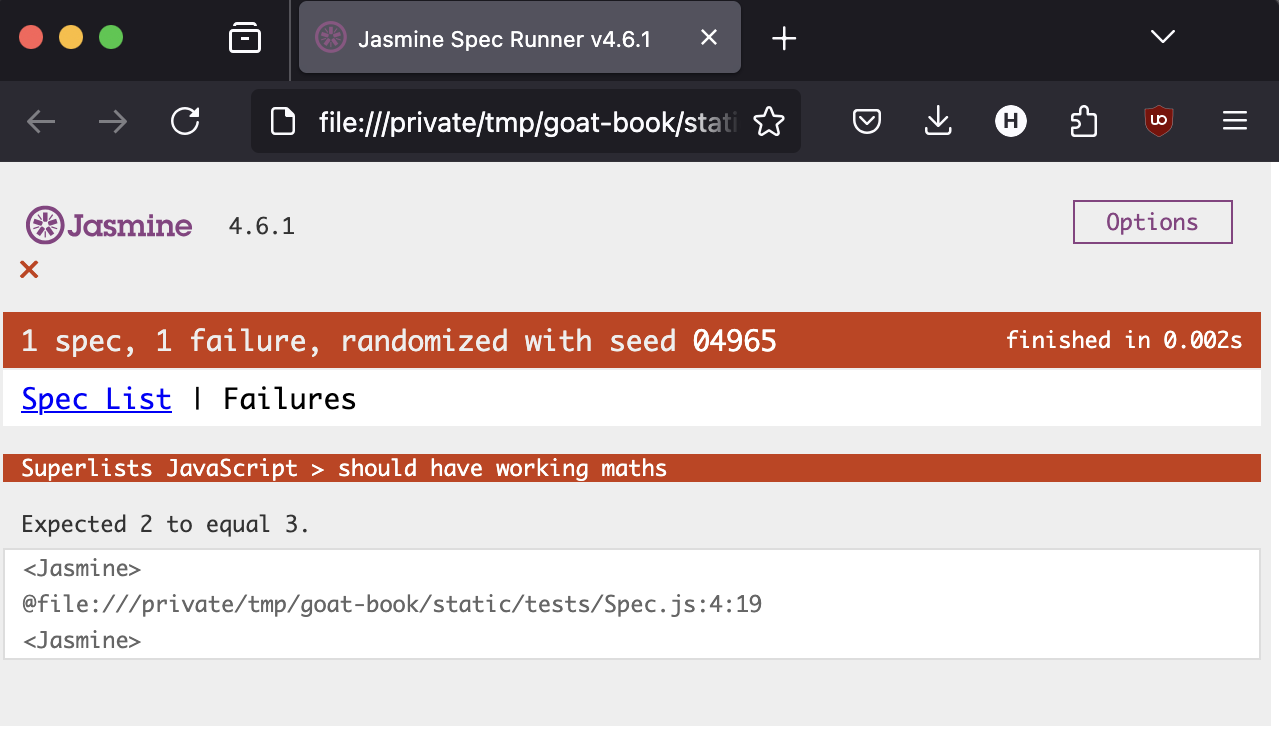 Jasmine Spec Runner v4.6.1
file:///private/tmp/goat-book/stati
H
uo
Jasmine 4.6.1 Options
1 spec, 1 failure, randomized with seed 04965 finished in 0.002s
Spec List | Failures
Superlists JavaScript > should have working maths
Expected 2 to equal 3.
<Jasmine>
@file:///private/tmp/goat-book/static/tests/Spec.js:4:19
<Jasmine>